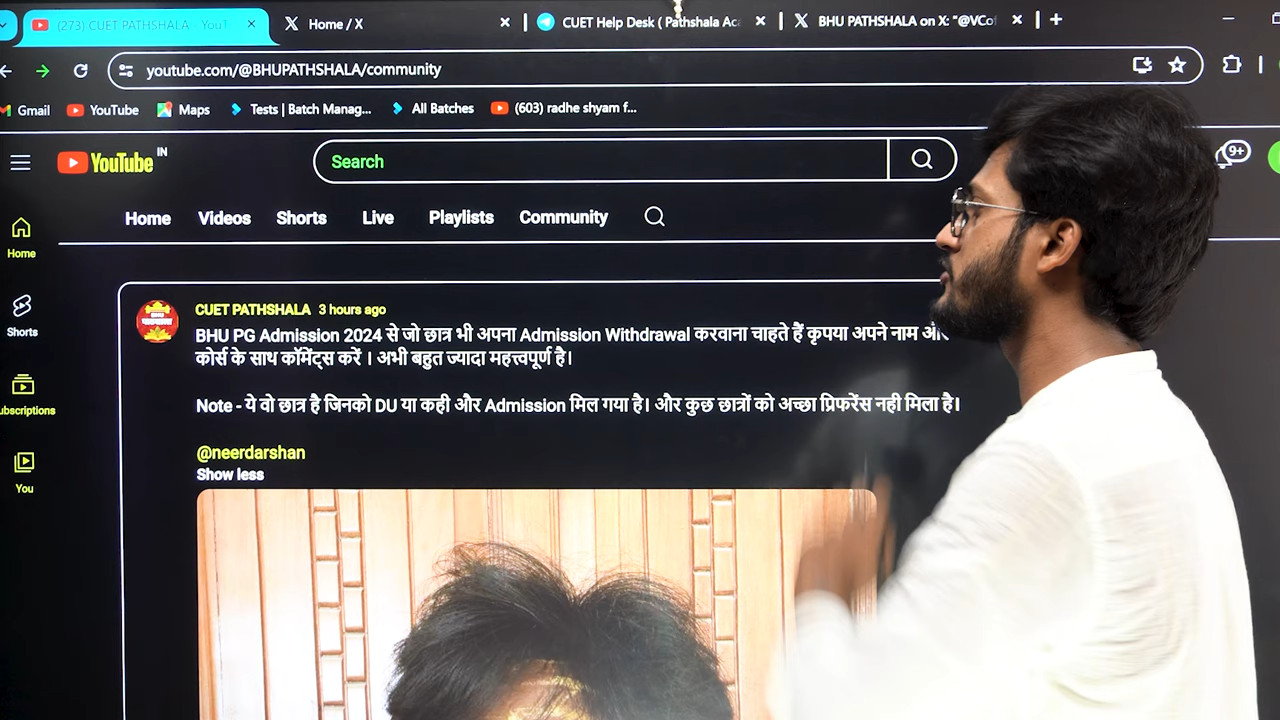 (273) CUET PATHSHALA - YouT
Home / X
CUET Help Desk ( Pathshala Ac
BHU PATHSHALA on X: "@VCof
youtube.com/@BHUPATHSHALA/community
Gmail
YouTube
Maps
Tests | Batch Manag...
All Batches
(603) radhe shyam f...
YouTube IN
Search
9+
Home
Videos
Shorts
Live
Playlists
Community
Home
Shorts
ubscriptions
You
CUET PATHSHALA 3 hours ago
BHU PG Admission 2024 से जो छात्र भी अपना Admission Withdrawal करवाना चाहते हैं कृपया अपने नाम
कोर्स के साथ कॉमेंट्स करें । अभी बहुत ज्यादा महत्त्वपूर्ण है।
Note - ये वो छात्र है जिनको DU या कही और Admission मिल गया है। और कुछ छात्रों को अच्छा प्रिफरेंस नही मिला है।
@neerdarshan
Show less